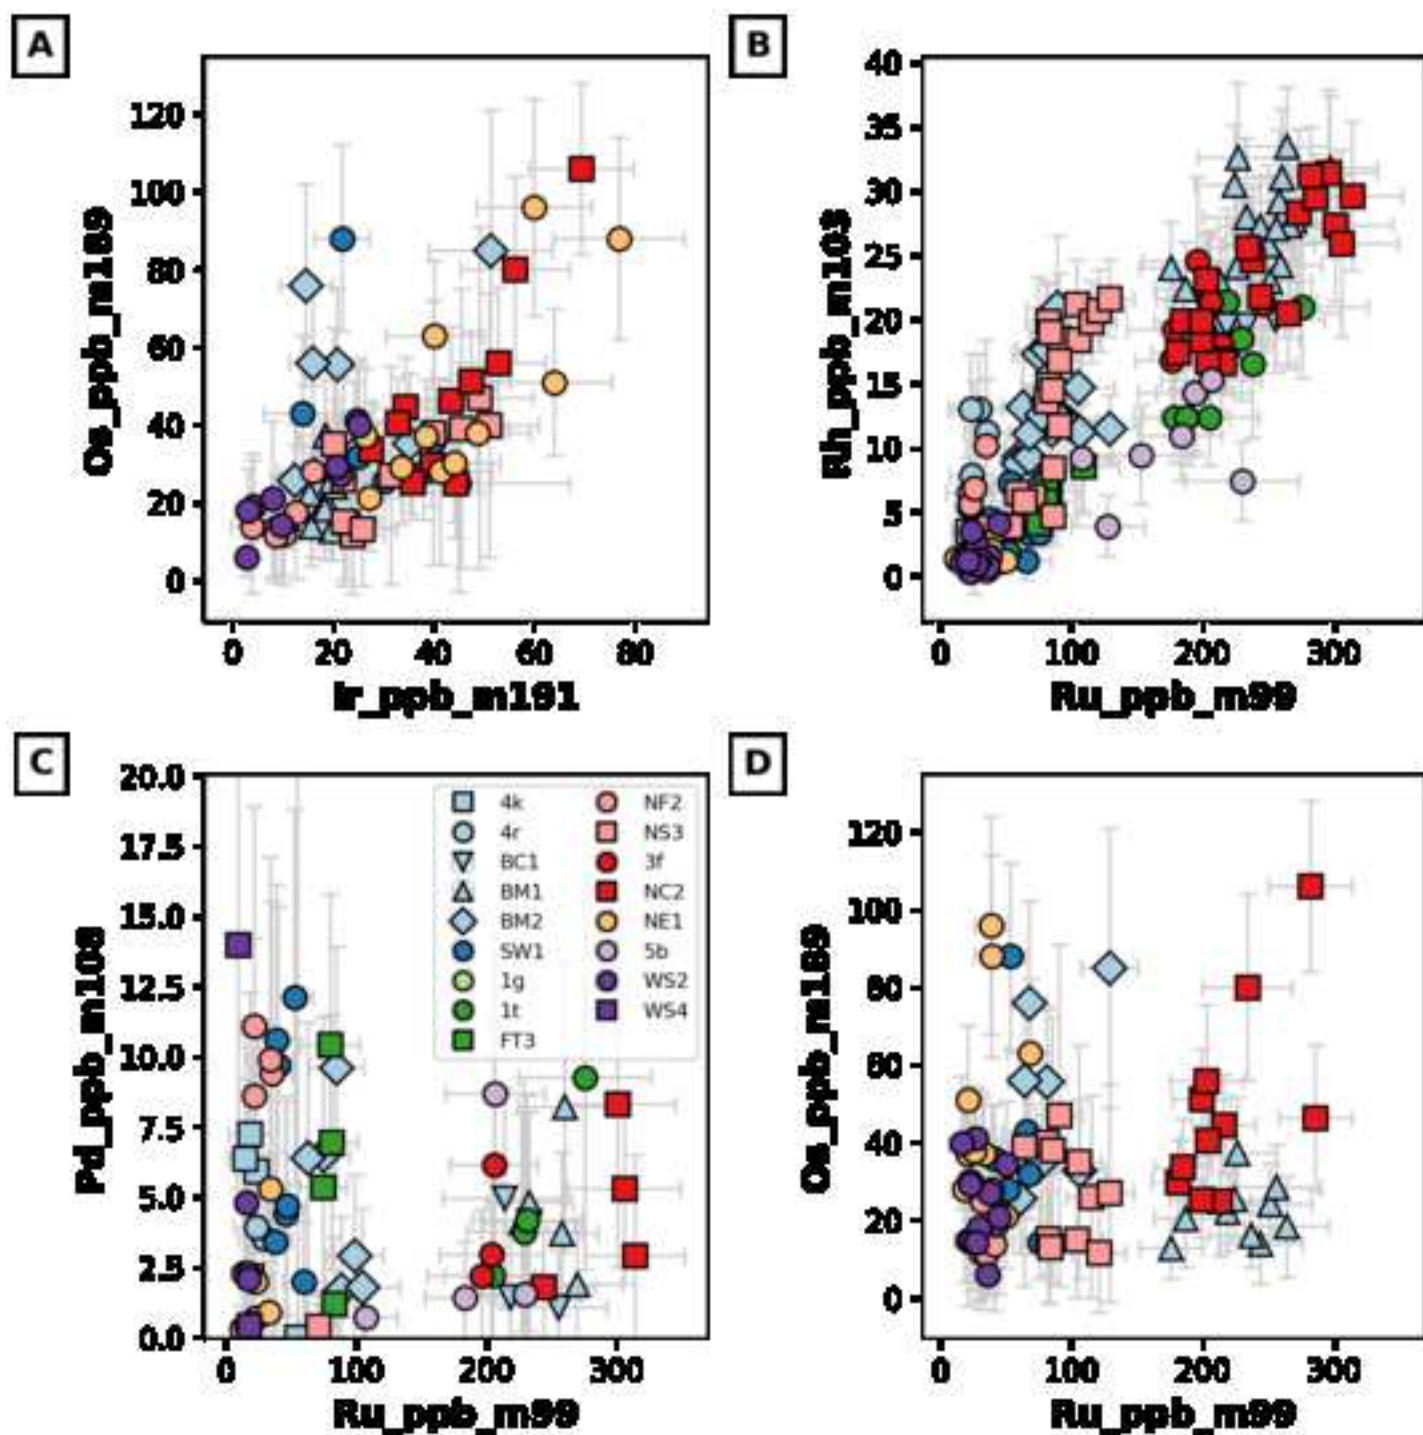 A
B
120
100
80
60
40
20
0
Os_ppb_m189
0 20 40 60 80
Ir_ppb_m191
40
35
30
25
20
15
10
5
0
Rh_ppb_m103
0 100 200 300
Ru_ppb_m99
C
D
20.0
17.5
15.0
12.5
10.0
7.5
5.0
2.5
0.0
Pd_ppb_m108
4k
4r
BC1
BM1
BM2
SW1
1g
1t
FT3
NF2
NS3
3f
NC2
NE1
5b
WS2
WS4
0 100 200 300
Ru_ppb_m99
120
100
80
60
40
20
0
Os_ppb_m189
0 100 200 300
Ru_ppb_m99